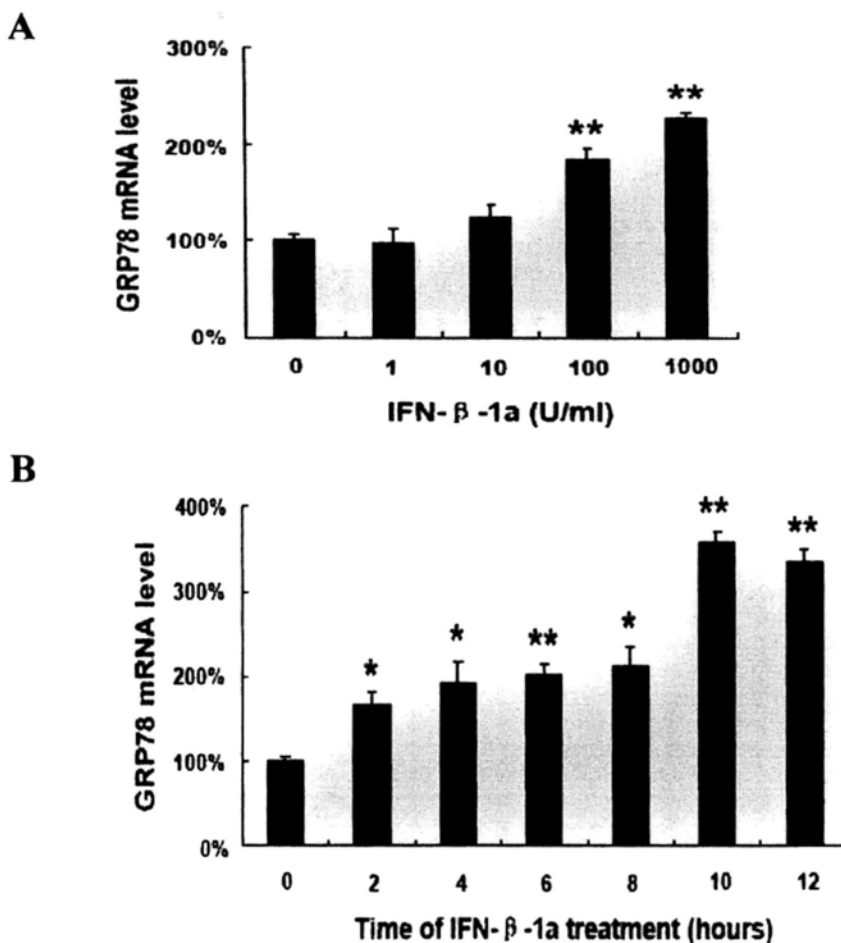 A
300%
** **
200%
100%
0%
GRP78 mRNA level
0 1 10 100 1000
IFN- β -1a (U/ml)
B
400%
** **
300%
* * ** *
200%
100%
0%
GRP78 mRNA level
0 2 4 6 8 10 12
Time of IFN- β -1a treatment (hours)